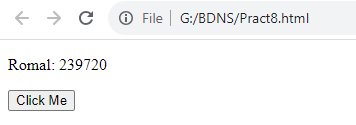 File | G:/BDNS/Pract8.html
Romal: 239720
Click Me